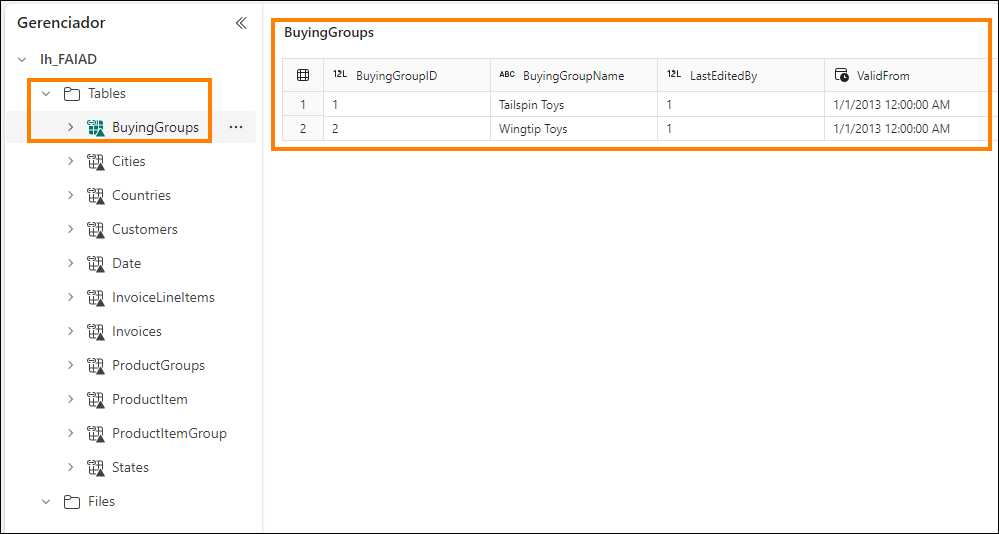 Gerenciador
lh_FAIAD
Tables
BuyingGroups ...
Cities
Countries
Customers
Date
InvoiceLineItems
Invoices
ProductGroups
ProductItem
ProductItemGroup
States
Files
BuyingGroups
12L BuyingGroupID ABC BuyingGroupName 12L LastEditedBy ValidFrom
1 1 Tailspin Toys 1 1/1/2013 12:00:00 AM
2 2 Wingtip Toys 1 1/1/2013 12:00:00 AM